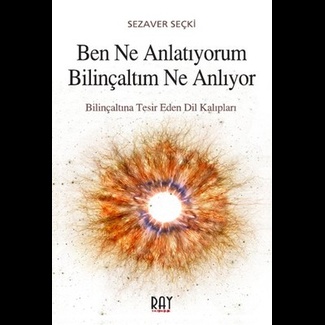 SEZAVER SEÇKİ
Ben Ne Anlatıyorum
Bilinçaltım Ne Anlıyor
Bilinçaltına Tesir Eden Dil Kalıpları
RAY